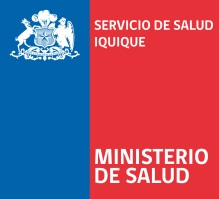 SERVICIO DE SALUD
IQUIQUE
MINISTERIO
DE SALUD